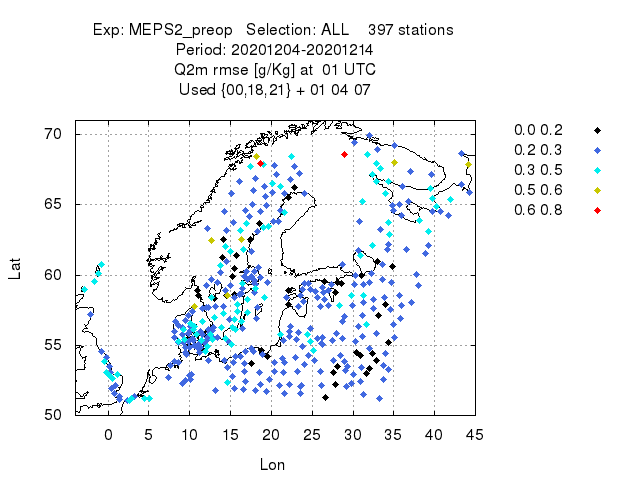 Exp: MEPS2_preop   Selection: ALL    397 stations
Period: 20201204-20201214
Q2m rmse [g/Kg] at  01 UTC
Used {00,18,21} + 01 04 07
0.0 0.2
0.2 0.3
0.3 0.5
0.5 0.6
0.6 0.8
70
65
60
55
50
Lat
0 5 10 15 20 25 30 35 40 45
Lon